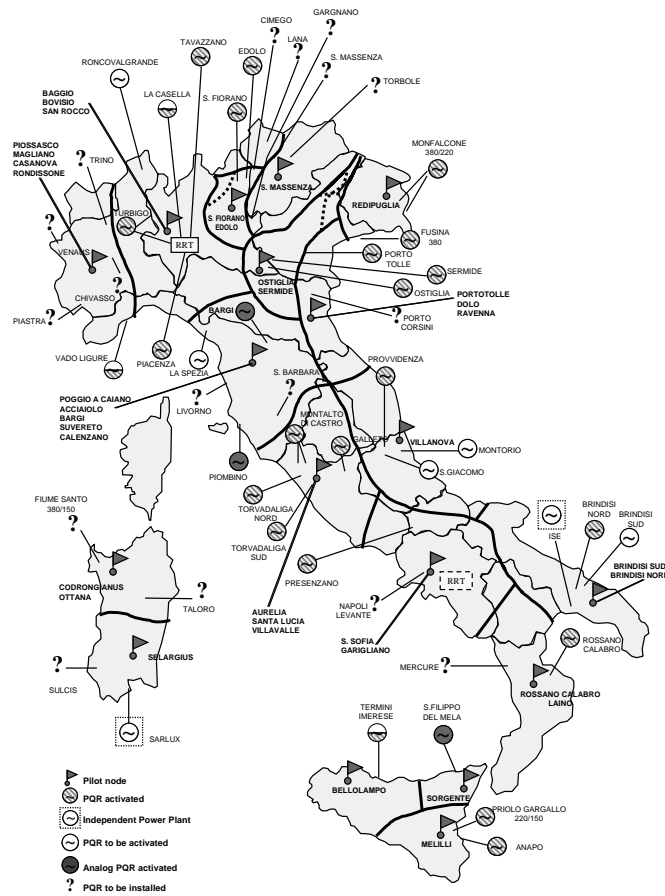 GARGNANO
CIMEGO
LANA
TAVAZZANO
EDOLO
S. MASSENZA
RONCOVALGRANDE
? ? ? ?
LA CASELLA
S. FIORANO
? TORBOLE
BAGGIO
BOVISIO
SAN ROCCO
MONFALCONE
380/220
PIOSSASCO
MAGLIANO
CASANOVA
RONDISSONE
? TRINO
S. MASSENZA
REDIPUGLIA
TURBIGO
S. FIORANO
EDOLO
?
VENAUS
RRT
FUSINA
380
PORTO
TOLLE
SERMIDE
OSTIGLIA
SERMIDE
OSTIGLIA
?
CHIVASSO
PORTOTOLLE
DOLO
RAVENNA
PIASTRA ?
BARGI
? PORTO
CORSINI
VADO LIGURE
PIACENZA
LA SPEZIA
PROVVIDENZA
S. BARBARA
?
POGGIO A CAIANO
ACCIAIOLO
BARGI
SUVERETO
CALENZANO
?
LIVORNO
MONTALTO
DI CASTRO
GALLETO
VILLANOVA
MONTORIO
PIOMBINO
S.GIACOMO
FIUME SANTO
380/150
?
TORVADALIGA
NORD
TORVADALIGA
SUD
ISE
BRINDISI
NORD
BRINDISI
SUD
PRESENZANO
CODRONGIANUS
OTTANA
?
TALORO
RRT
BRINDISI SUD
BRINDISI NORD
NAPOLI ?
LEVANTE
AURELIA
SANTA LUCIA
VILLAVALLE
S. SOFIA
GARIGLIANO
ROSSANO
CALABRO
SELARGIUS
?
SULCIS
MERCURE ?
ROSSANO CALABRO
LAINO
SARLUX
TERMINI
IMERESE
S.FILIPPO
DEL MELA
BELLOLAMPO
SORGENTE
PRIOLO GARGALLO
220/150
MELILLI
ANAPO
Pilot node
PQR activated
Independent Power Plant
PQR to be activated
Analog PQR activated
? PQR to be installed